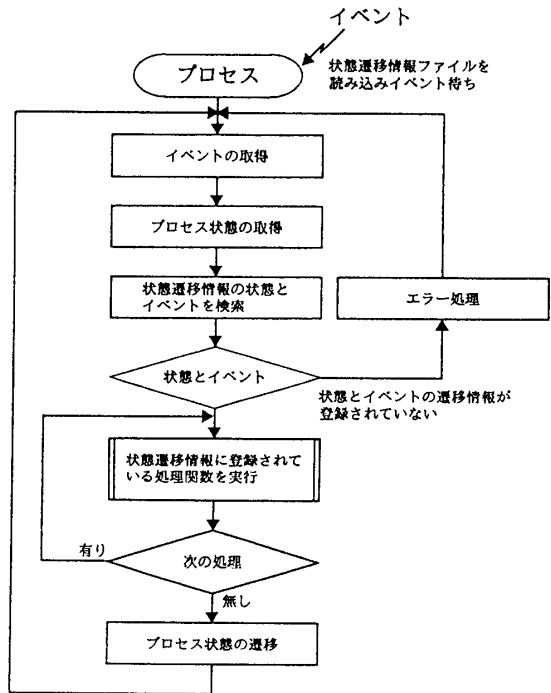 イベント
プロセス
状態遷移情報ファイルを
読み込みイベント待ち
イベントの取得
プロセス状態の取得
状態遷移情報の状態と
イベントを検索
エラー処理
状態とイベント
状態とイベントの遷移情報が
登録されていない
状態遷移情報に登録されて
いる処理関数を実行
有り
次の処理
無し
プロセス状態の遷移